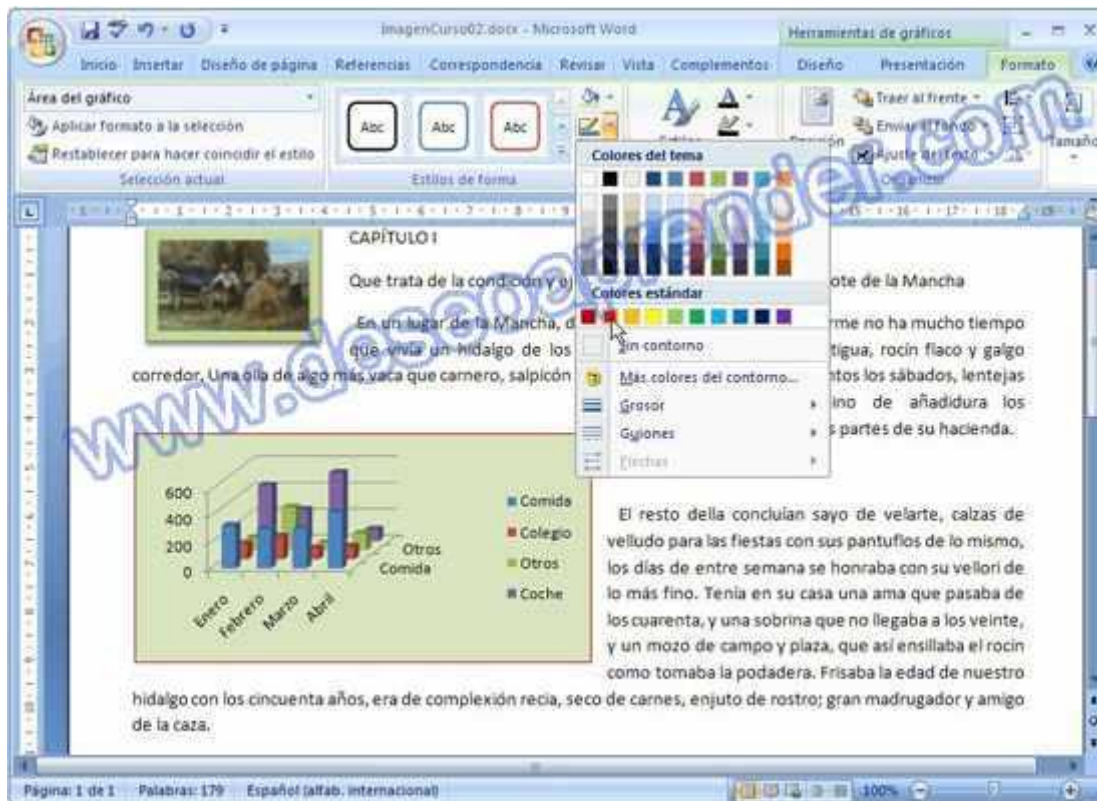 ImagenCurso02.docx - Microsoft Word
Herramientas de gráficos
Inicio Insertar Diseño de página Referencias Correspondencia Revisar Vista Complementos Diseño Presentación Formato
Área del gráfico
Aplicar formato a la selección
Restablecer para hacer coincidir el estilo
Selección actual
Abc Abc Abc
Estilos de forma
Traer al frente
Enviar al fondo
Ajuste del texto
Organizar
Tamaño
Colores del tema
Colores estándar
Sin contorno
Más colores del contorno...
Grosor
Guiones
Flechas
www.deseoaprender.com
CAPÍTULO I
Que trata de la condición y ej ote de la Mancha
En un lugar de la Mancha, d rme no ha mucho tiempo
que vivía un hidalgo de los tigua, rocín flaco y galgo
corredor. Una olla de algo más vaca que carnero, salpicón ntos los sábados, lentejas
ino de añadidura los
s partes de su hacienda.
600
400
200
0
Enero Febrero Marzo Abril
Otros
Comida
Comida
Colegio
Otros
Coche
El resto della concluían sayo de velarte, calzas de
velludo para las fiestas con sus pantuflos de lo mismo,
los días de entre semana se honraba con su vellori de
lo más fino. Tenía en su casa una ama que pasaba de
los cuarenta, y una sobrina que no llegaba a los veinte,
y un mozo de campo y plaza, que así ensillaba el rocín
como tomaba la podadera. Frisaba la edad de nuestro
hidalgo con los cincuenta años, era de complexión recia, seco de carnes, enjuto de rostro; gran madrugador y amigo
de la caza.
Página: 1 de 1 Palabras: 179 Español (alfab. internacional) 100%